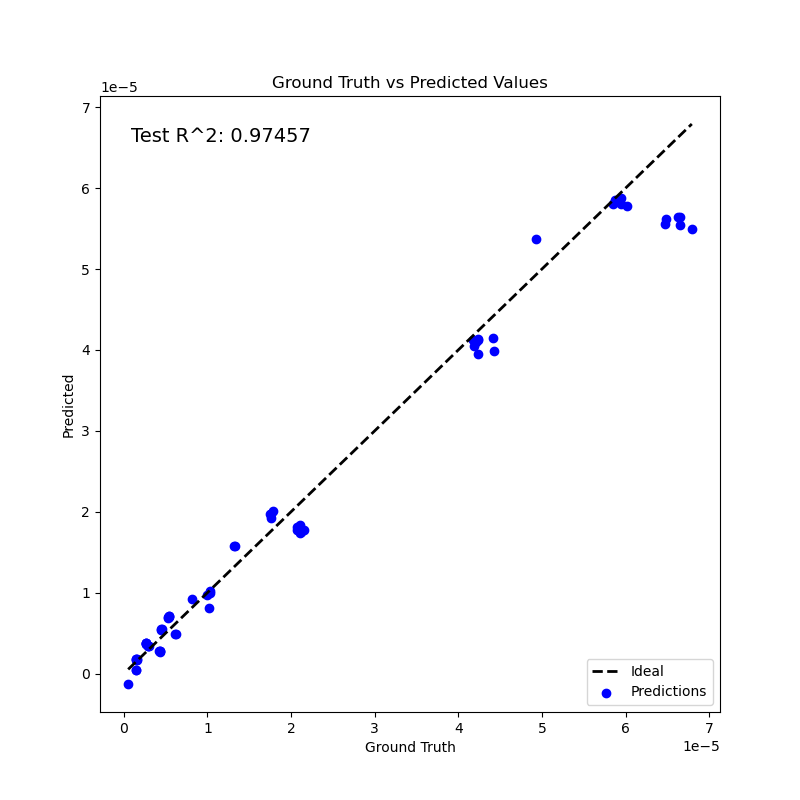 Ground Truth vs Predicted Values
1e−5
7
Test R^2: 0.97457
6
5
4
Predicted
3
2
1
0
Ideal
Predictions
0 1 2 3 4 5 6 7
Ground Truth
1e−5